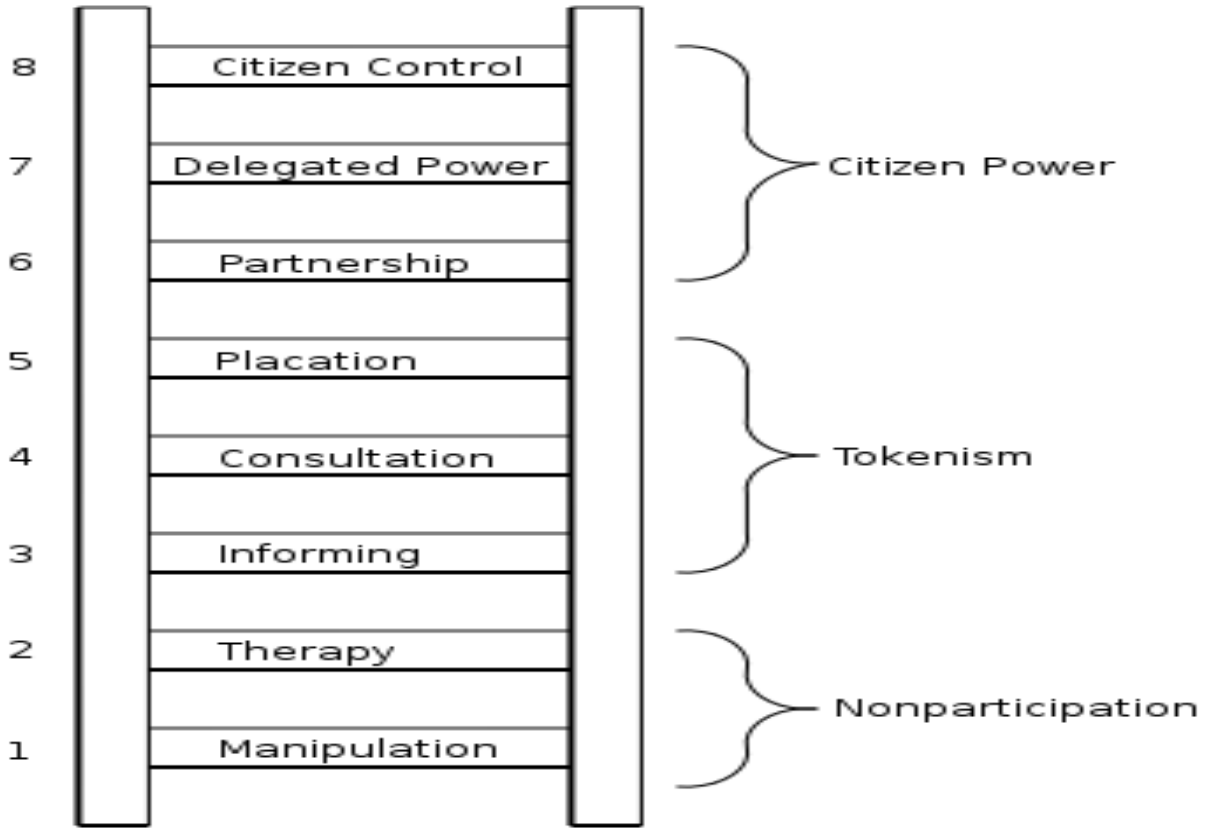 8 Citizen Control
7 Delegated Power Citizen Power
6 Partnership
5 Placation
4 Consultation Tokenism
3 Informing
2 Therapy
Nonparticipation
1 Manipulation